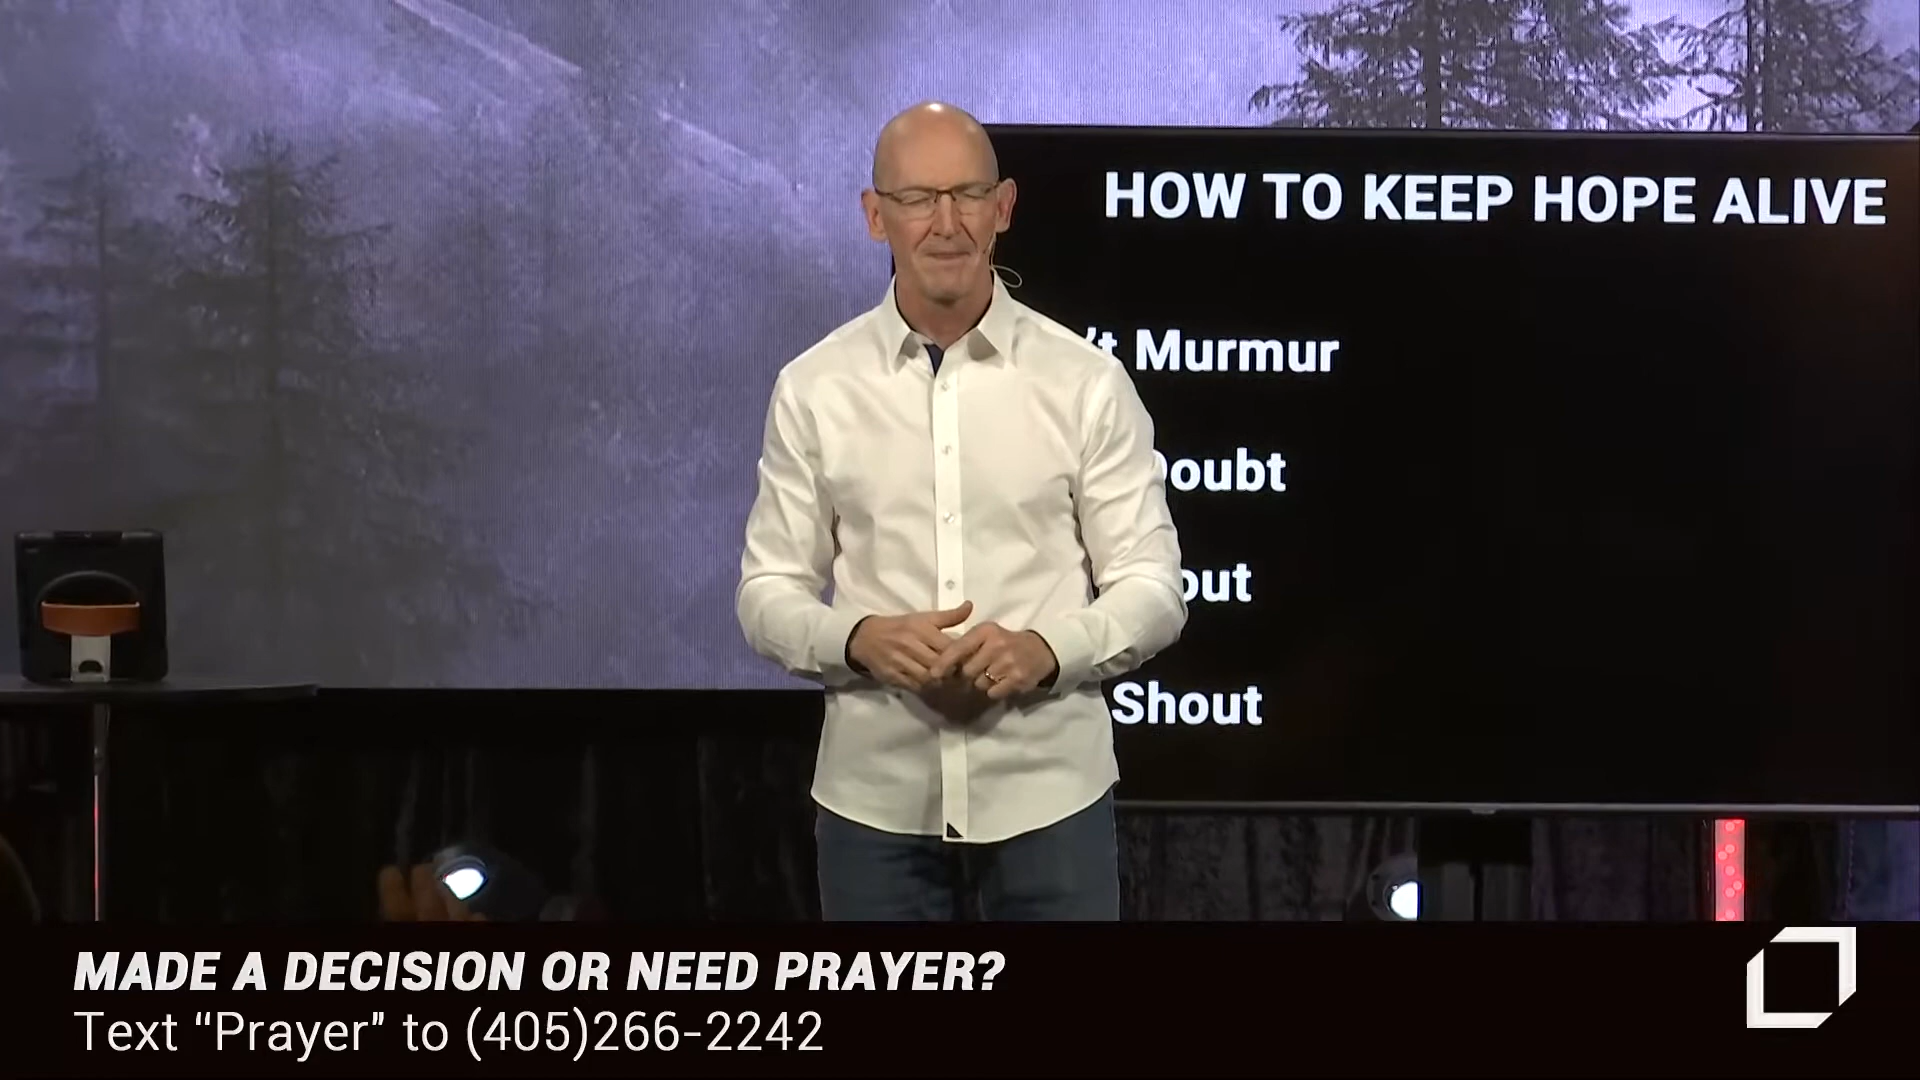 HOW TO KEEP HOPE ALIVE
't Murmur
Doubt
out
Shout
MADE A DECISION OR NEED PRAYER?
Text “Prayer” to (405)266-2242